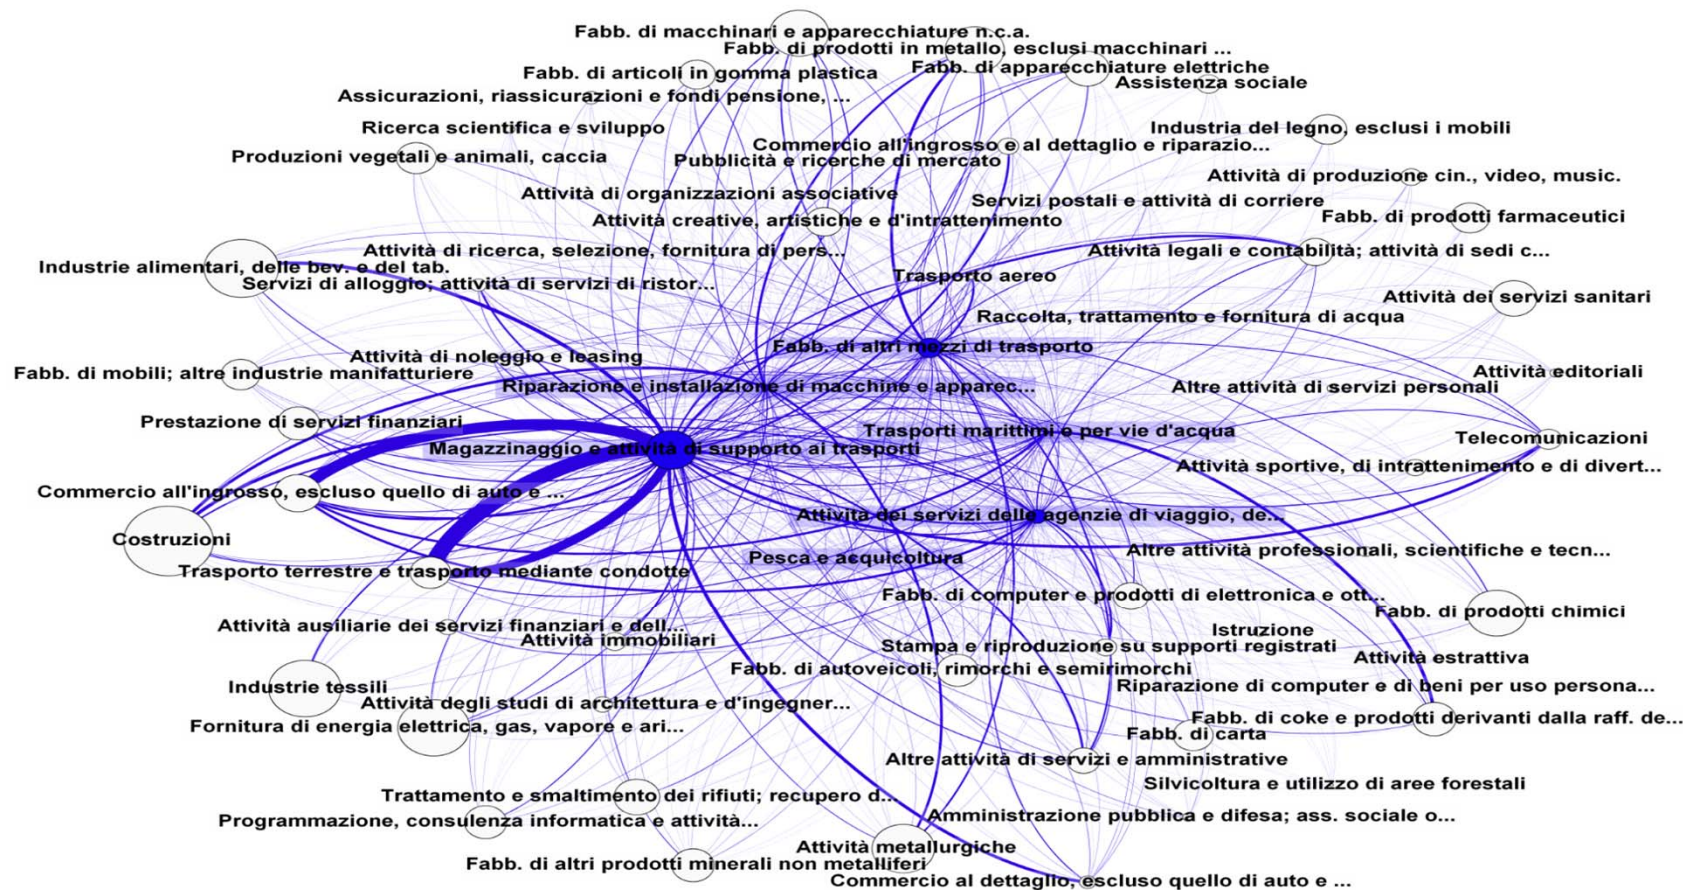 Fabb. di macchinari e apparecchiature n.c.a.
Fabb. di prodotti in metallo, esclusi macchinari ...
Fabb. di apparecchiature elettriche
Fabb. di articoli in gomma plastica
Assistenza sociale
Assicurazioni, riassicurazioni e fondi pensione, ...
Ricerca scientifica e sviluppo
Industria del legno, esclusi i mobili
Commercio all'ingrosso e al dettaglio e riparazio...
Produzioni vegetali e animali, caccia
Pubblicità e ricerche di mercato
Attività di produzione cin., video, music.
Attività di organizzazioni associative
Servizi postali e attività di corriere
Attività creative, artistiche e d'intrattenimento
Fabb. di prodotti farmaceutici
Attività di ricerca, selezione, fornitura di pers...
Attività legali e contabilità; attività di sedi c...
Industrie alimentari, delle bev. e del tab.
Trasporto aereo
Servizi di alloggio; attività di servizi di ristor...
Attività dei servizi sanitari
Raccolta, trattamento e fornitura di acqua
Fabb. di altri mezzi di trasporto
Attività di noleggio e leasing
Fabb. di mobili; altre industrie manifatturiere
Attività editoriali
Riparazione e installazione di macchine e apparec...
Altre attività di servizi personali
Prestazione di servizi finanziari
Trasporti marittimi e per vie d'acqua
Telecomunicazioni
Magazzinaggio e attività di supporto ai trasporti
Attività sportive, di intrattenimento e di divert...
Commercio all'ingrosso, escluso quello di auto e ...
Attività dei servizi delle agenzie di viaggio, de...
Costruzioni
Altre attività professionali, scientifiche e tecn...
Pesca e acquicoltura
Trasporto terrestre e trasporto mediante condotte
Fabb. di computer e prodotti di elettronica e ott...
Fabb. di prodotti chimici
Attività ausiliarie dei servizi finanziari e dell...
Istruzione
Attività immobiliari
Stampa e riproduzione su supporti registrati
Attività estrattiva
Fabb. di autoveicoli, rimorchi e semirimorchi
Industrie tessili
Riparazione di computer e di beni per uso persona...
Attività degli studi di architettura e d'ingegner...
Fabb. di coke e prodotti derivanti dalla raff. de...
Fornitura di energia elettrica, gas, vapore e ari...
Fabb. di carta
Altre attività di servizi e amministrative
Silvicoltura e utilizzo di aree forestali
Trattamento e smaltimento dei rifiuti; recupero d...
Amministrazione pubblica e difesa; ass. sociale o...
Programmazione, consulenza informatica e attività...
Attività metallurgiche
Fabb. di altri prodotti minerali non metalliferi
Commercio al dettaglio, escluso quello di auto e ...